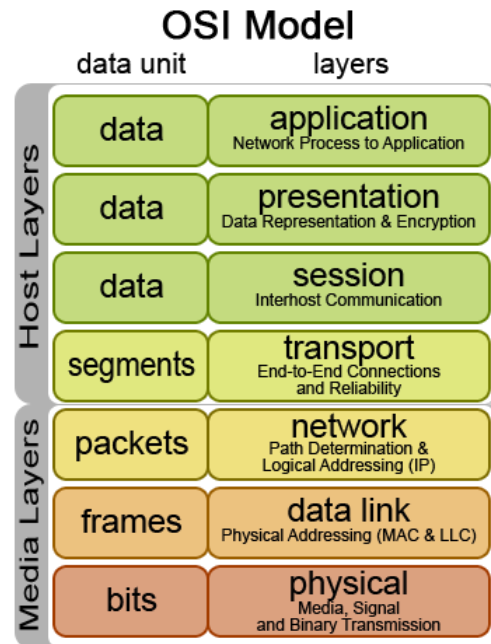 OSI Model
data unit layers
Host Layers
data application
Network Process to Application
data presentation
Data Representation & Encryption
data session
Interhost Communication
segments transport
End-to-End Connections
and Reliability
Media Layers
packets network
Path Determination &
Logical Addressing (IP)
frames data link
Physical Addressing (MAC & LLC)
bits physical
Media, Signal
and Binary Transmission